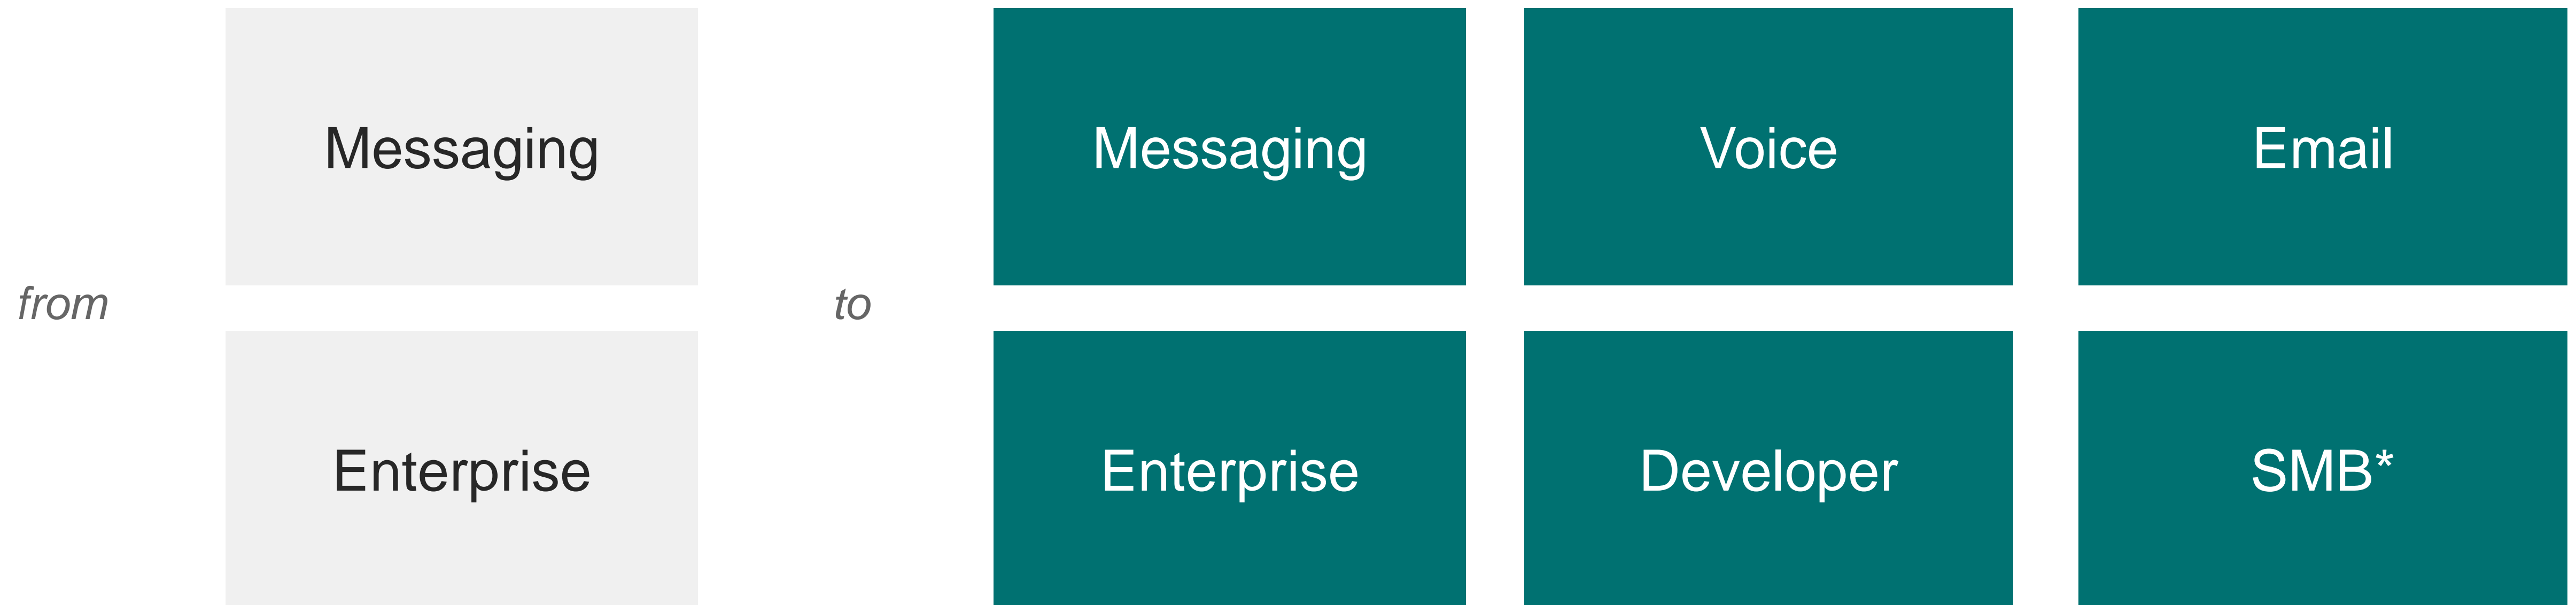 Messaging
Messaging
Voice
Email
from
to
Enterprise
Enterprise
Developer
SMB*